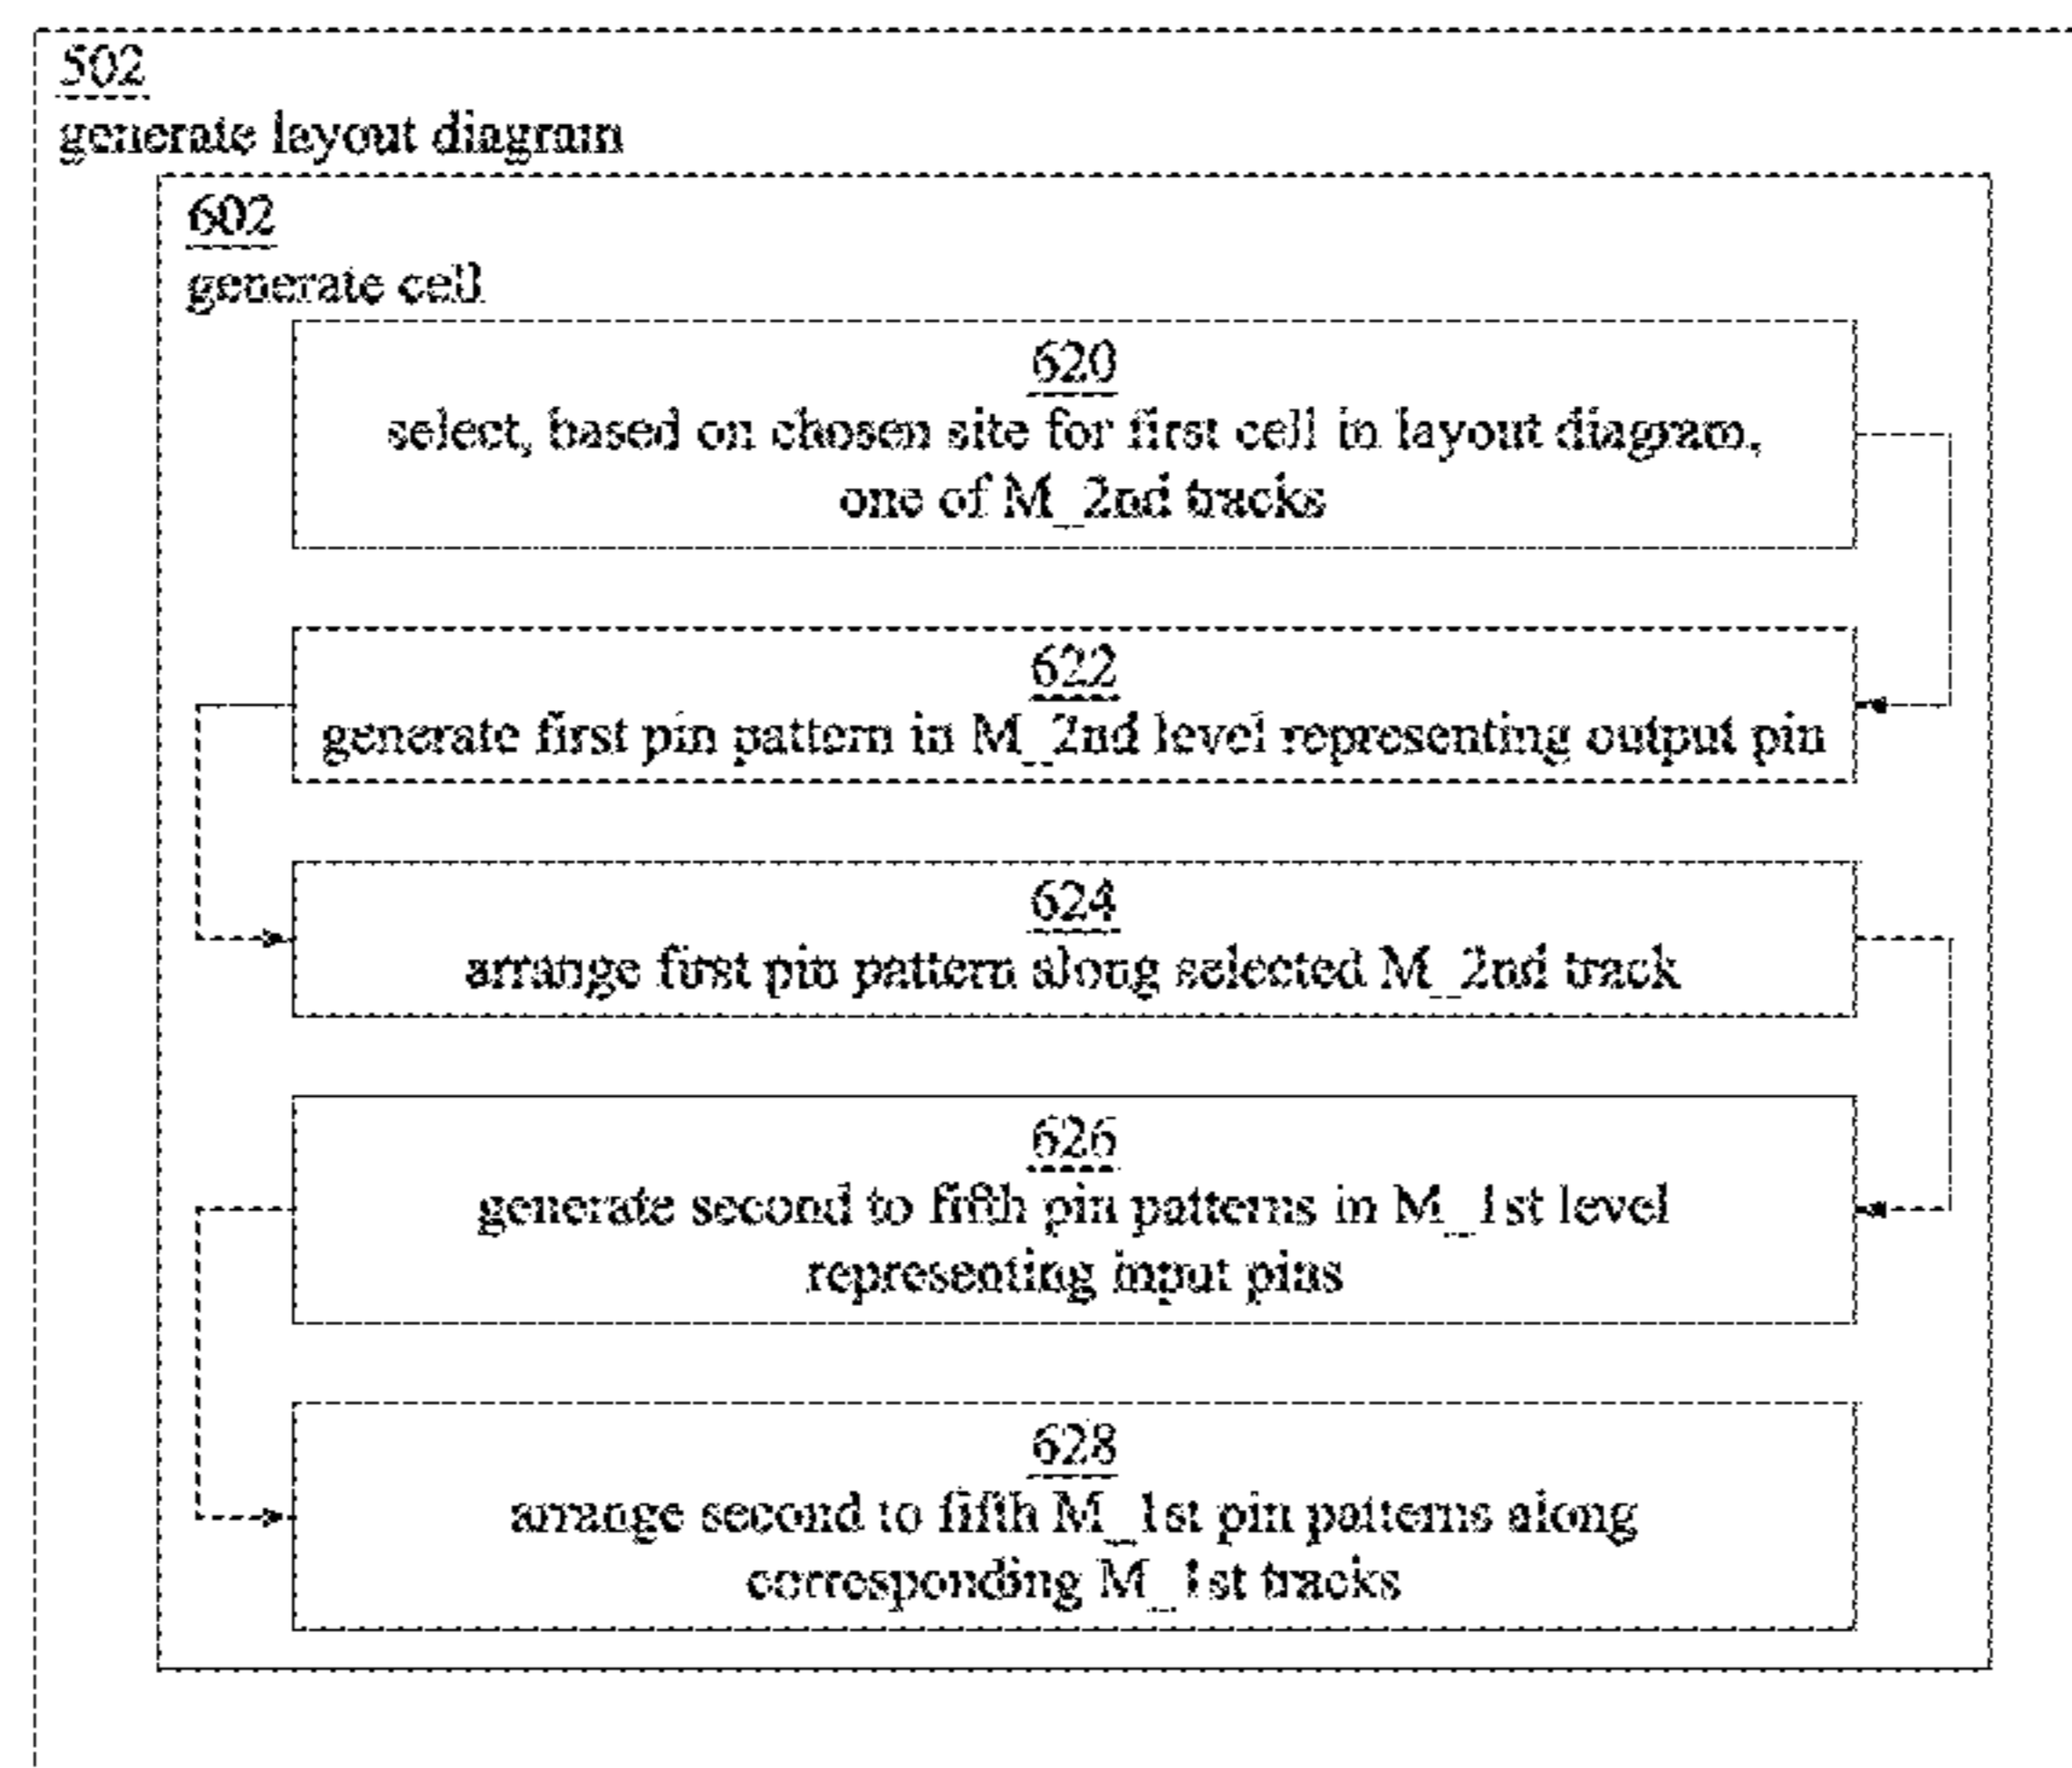 502
generate layout diagram
602
generate cell
620
select, based on chosen site for first cell in layout diagram,
one of M_2nd tracks
622
generate first pin pattern in M_2nd level representing output pin
624
arrange first pin pattern along selected M_2nd track
626
generate second to fifth pin patterns in M_1st level
representing input pins
628
arrange second to fifth M_1st pin patterns along
corresponding M_1st tracks